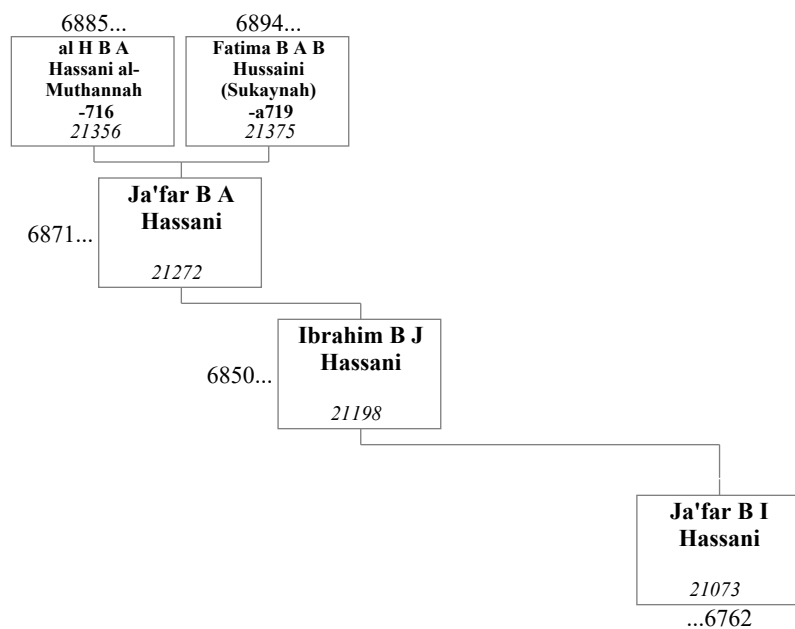 6885...
al H B A
Hassani al-
Muthannah
-716
21356
6894...
Fatima B A B
Hussaini
(Sukaynah)
-a719
21375
6871...
Ja'far B A
Hassani
21272
6850...
Ibrahim B J
Hassani
21198
Ja'far B I
Hassani
21073
...6762